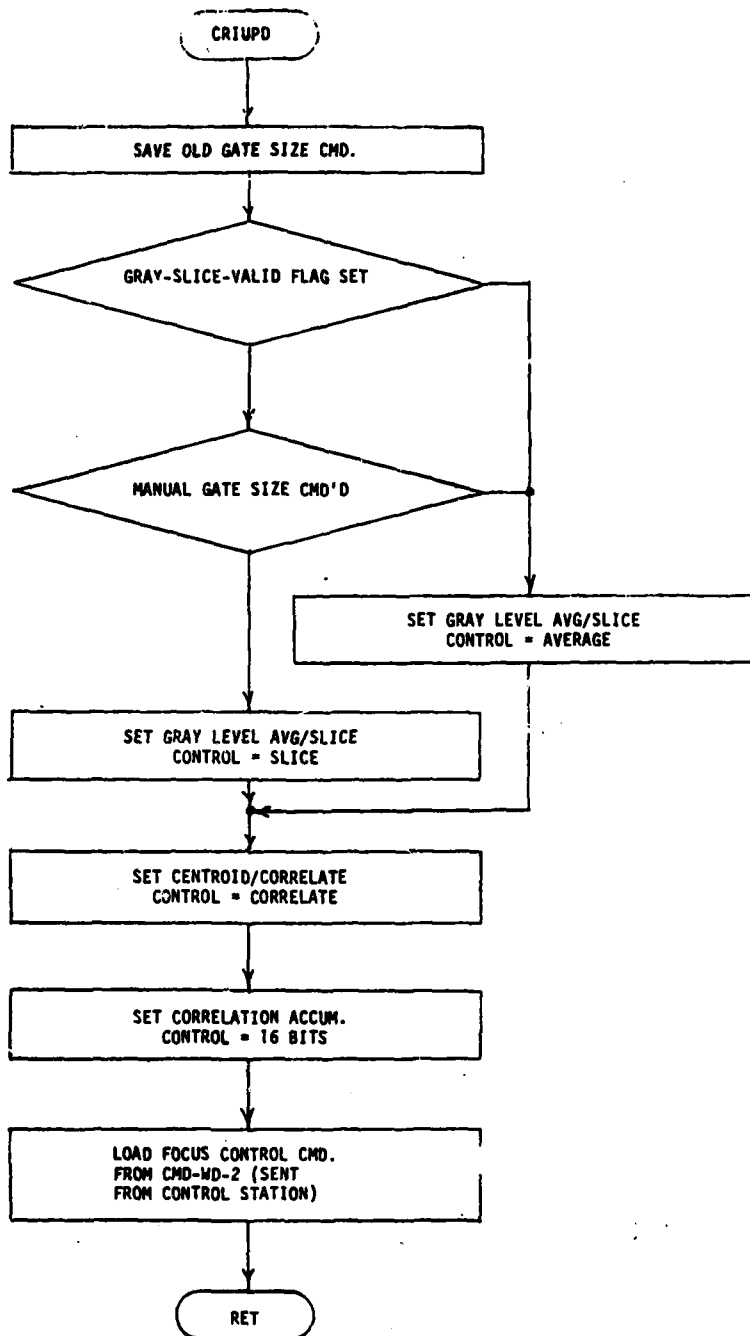 CRIUPD
SAVE OLD GATE SIZE CMD.
GRAY-SLICE-VALID FLAG SET
MANUAL GATE SIZE CMD'D
SET GRAY LEVEL AVG/SLICE
CONTROL = AVERAGE
SET GRAY LEVEL AVG/SLICE
CONTROL = SLICE
SET CENTROID/CORRELATE
CONTROL = CORRELATE
SET CORRELATION ACCUM.
CONTROL = 16 BITS
LOAD FOCUS CONTROL CMD.
FROM CMD-WD-2 (SENT
FROM CONTROL STATION)
RET